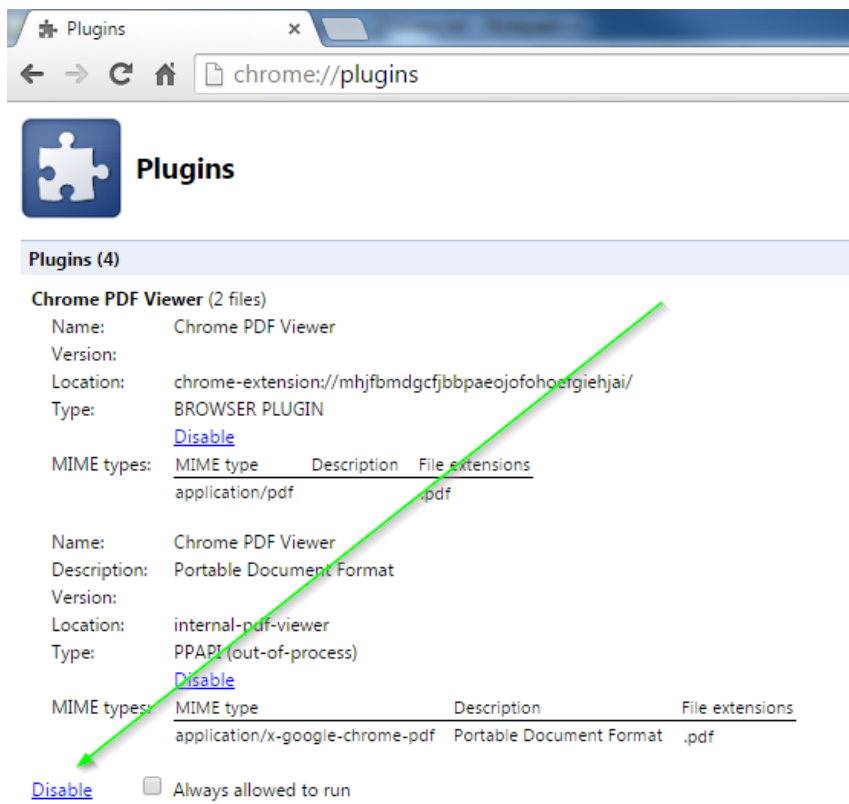 Plugins
chrome://plugins
Plugins
Plugins (4)
Chrome PDF Viewer (2 files)
Name: Chrome PDF Viewer
Version:
Location: chrome-extension://mhjfbmdgcfjbbpaeojofohoefgiehjai/
Type: BROWSER PLUGIN
Disable
MIME types: MIME type Description File extensions
application/pdf .pdf
Name: Chrome PDF Viewer
Description: Portable Document Format
Version:
Location: internal-pdf-viewer
Type: PPAPI (out-of-process)
Disable
MIME types: MIME type Description File extensions
application/x-google-chrome-pdf Portable Document Format .pdf
Disable Always allowed to run